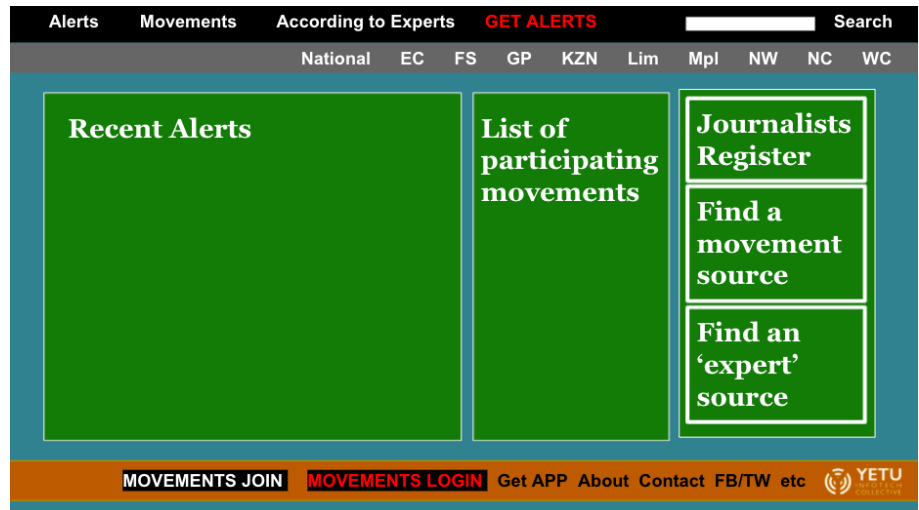 Alerts Movements According to Experts GET ALERTS Search
National EC FS GP KZN Lim Mpl NW NC WC
Recent Alerts
List of
participating
movements
Journalists
Register
Find a
movement
source
Find an
‘expert’
source
MOVEMENTS JOIN MOVEMENTS LOGIN Get APP About Contact FB/TW etc
YETU
INFOTECH
COLLECTIVE